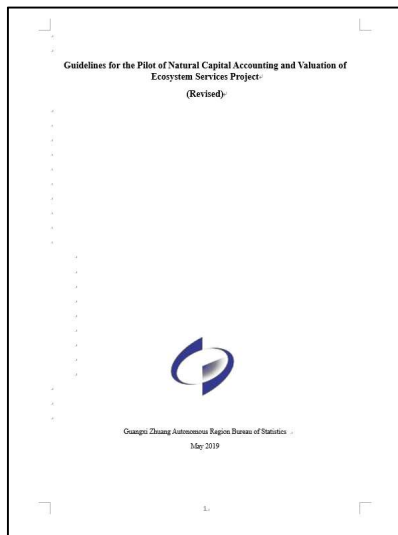 Guidelines for the Pilot of Natural Capital Accounting and Valuation of
Ecosystem Services Project
(Revised)
Guangxi Zhuang Autonomous Region Bureau of Statistics
May 2019
1